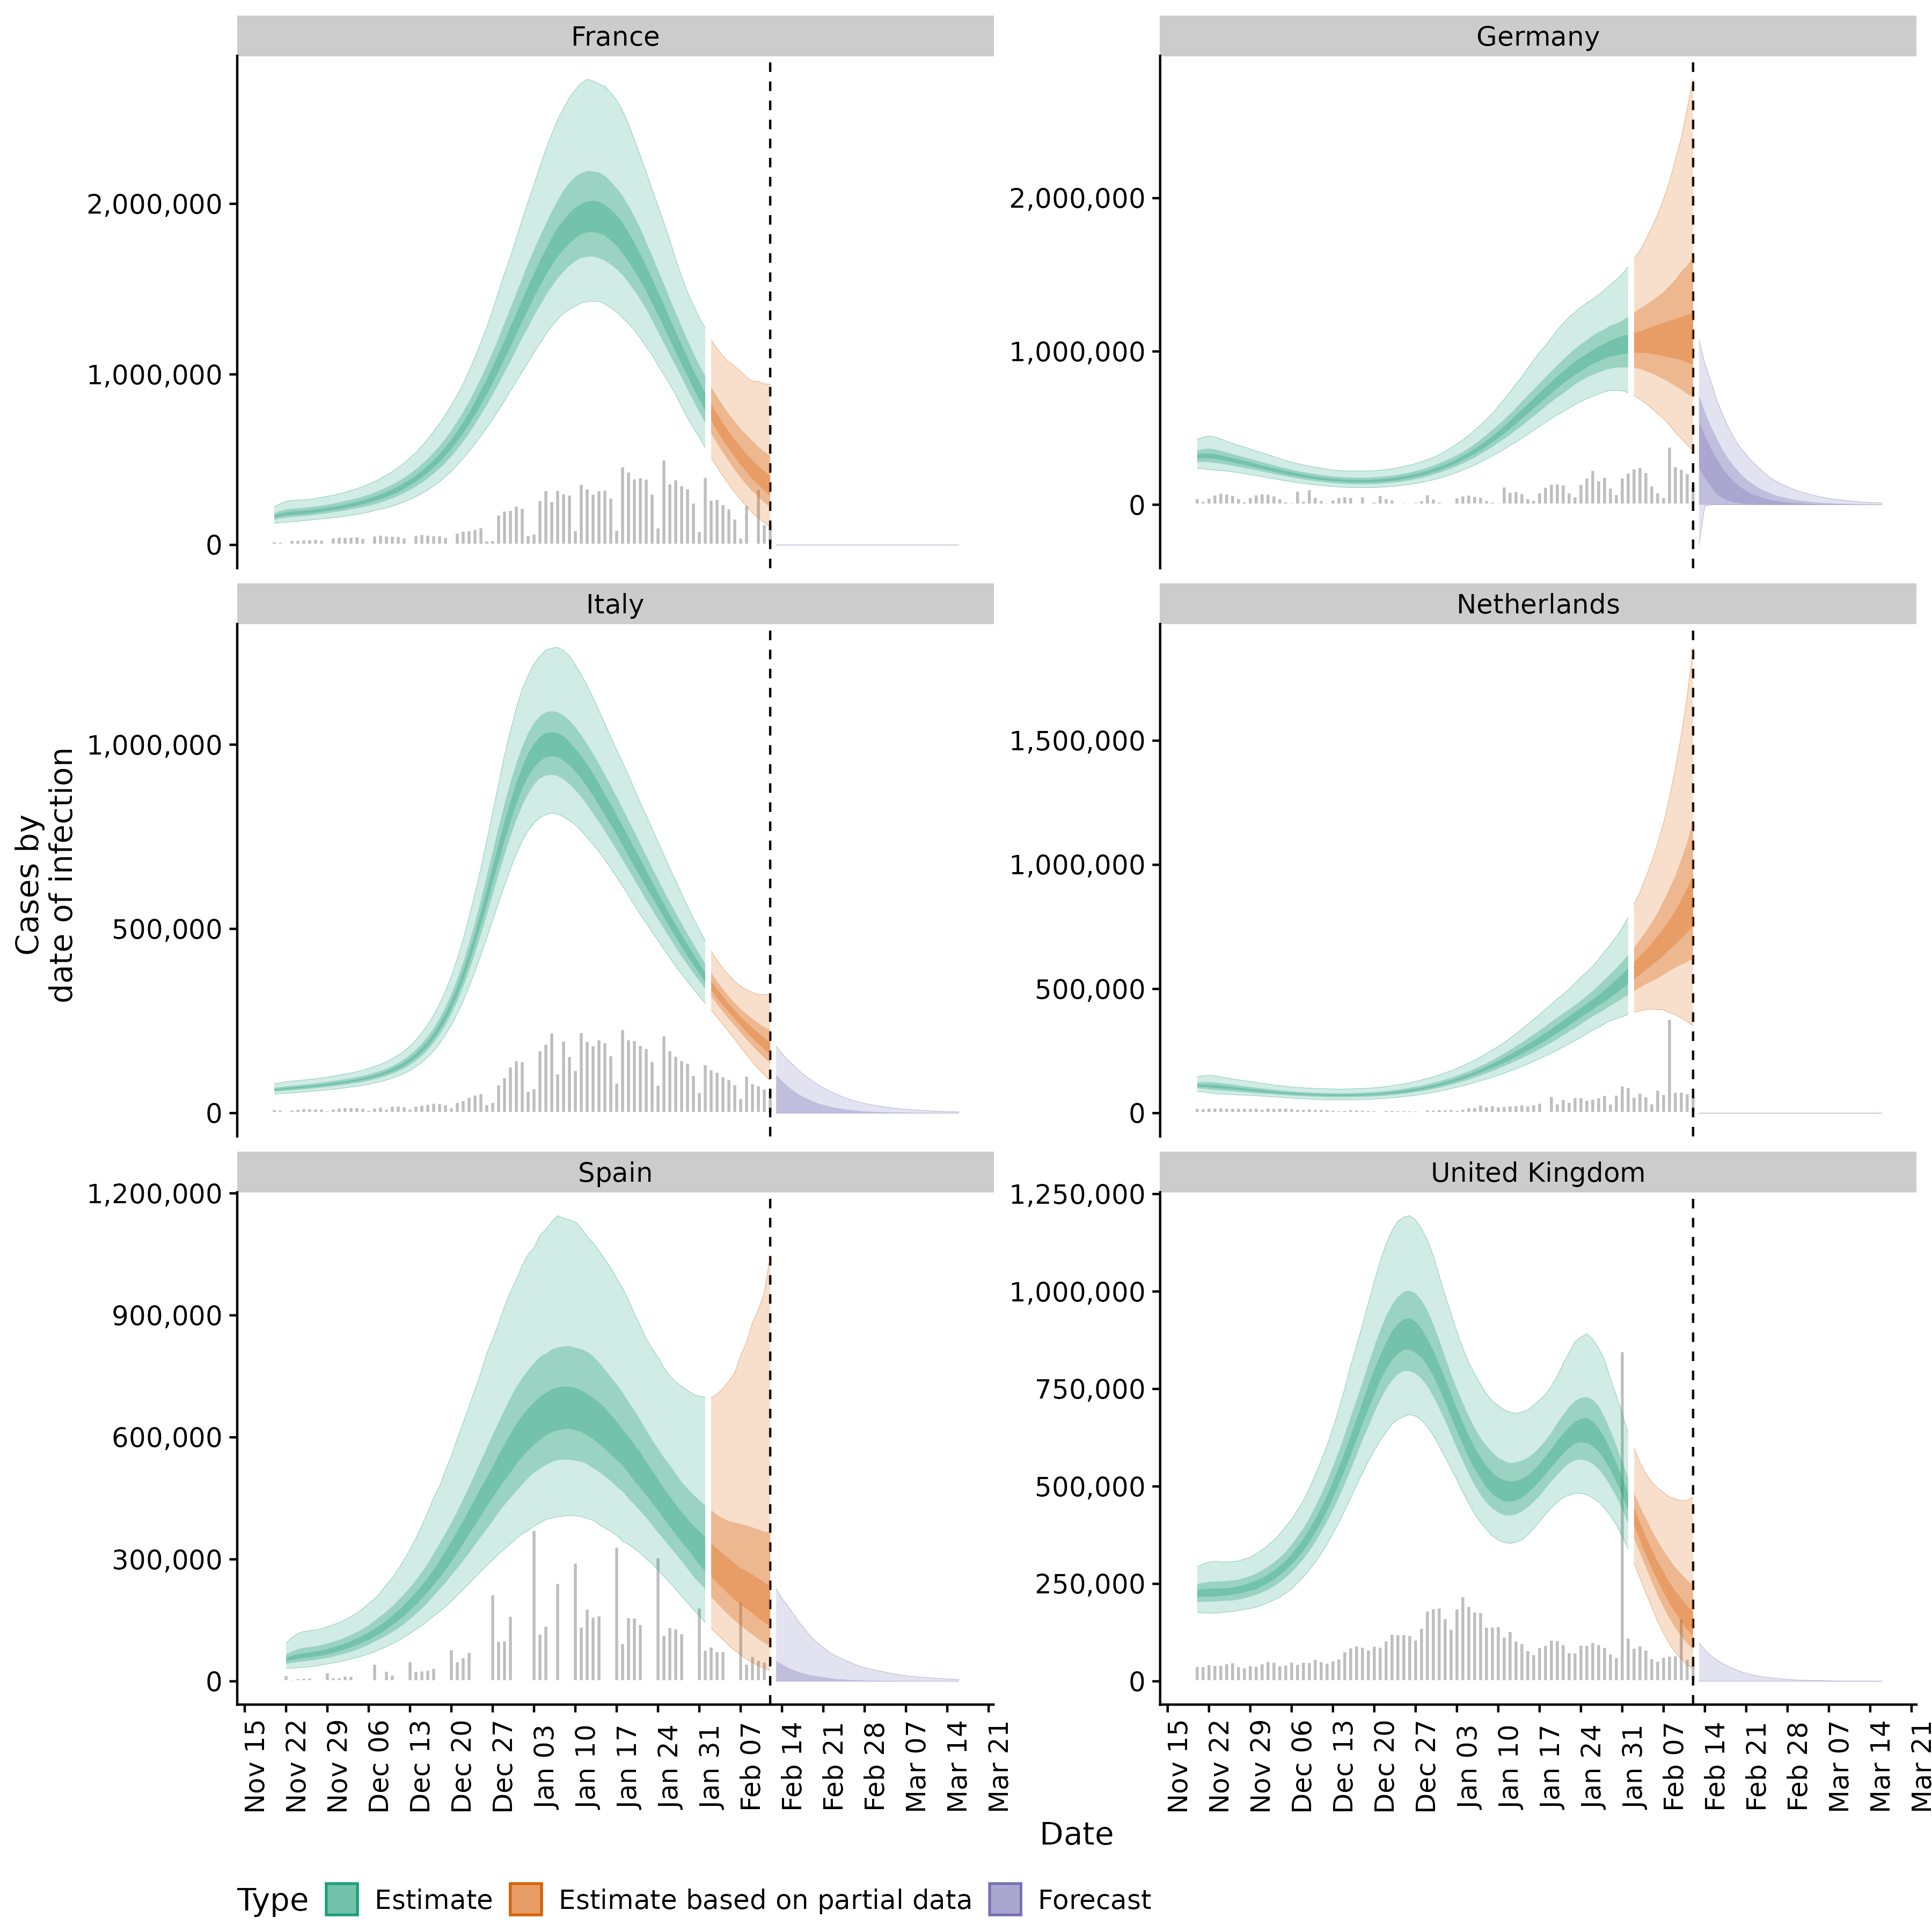 France
Germany
2,000,000
1,000,000
0
2,000,000
1,000,000
0
Italy
Netherlands
Cases by
date of infection
1,000,000
500,000
0
1,500,000
1,000,000
500,000
0
Spain
United Kingdom
1,200,000
900,000
600,000
300,000
0
1,250,000
1,000,000
750,000
500,000
250,000
0
Nov 15
Nov 22
Nov 29
Dec 06
Dec 13
Dec 20
Dec 27
Jan 03
Jan 10
Jan 17
Jan 24
Jan 31
Feb 07
Feb 14
Feb 21
Feb 28
Mar 07
Mar 14
Mar 21
Nov 15
Nov 22
Nov 29
Dec 06
Dec 13
Dec 20
Dec 27
Jan 03
Jan 10
Jan 17
Jan 24
Jan 31
Feb 07
Feb 14
Feb 21
Feb 28
Mar 07
Mar 14
Mar 21
Date
Type Estimate Estimate based on partial data Forecast